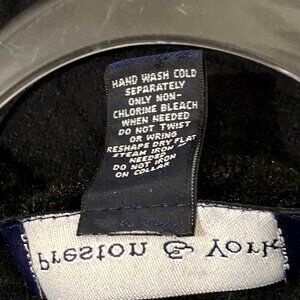 HAND WASH COLD
SEPARATELY
ONLY NON-
CHLORINE BLEACH
WHEN NEEDED
DO NOT TWIST
OR WRING
RESHAPE DRY FLAT
STEAM IRON IF
NEEDED
DO NOT IRON
ON COLLAR
Preston & York